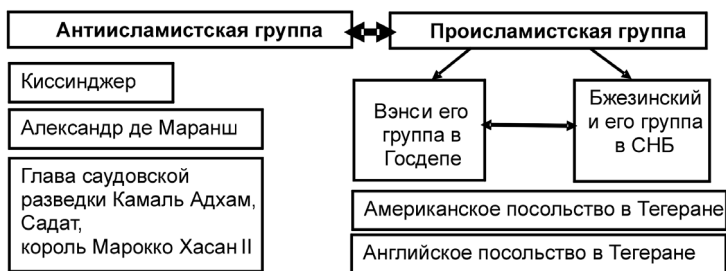 Антиисламистская группа
Происламистская группа
Киссинджер
Александр де Маранш
Глава саудовской
разведки Камаль Адхам,
Садат,
король Марокко Хасан II
Вэнси его
группа в
Госдепе
Бжезинский
и его группа
в СНБ
Американское посольство в Тегеране
Английское посольство в Тегеране